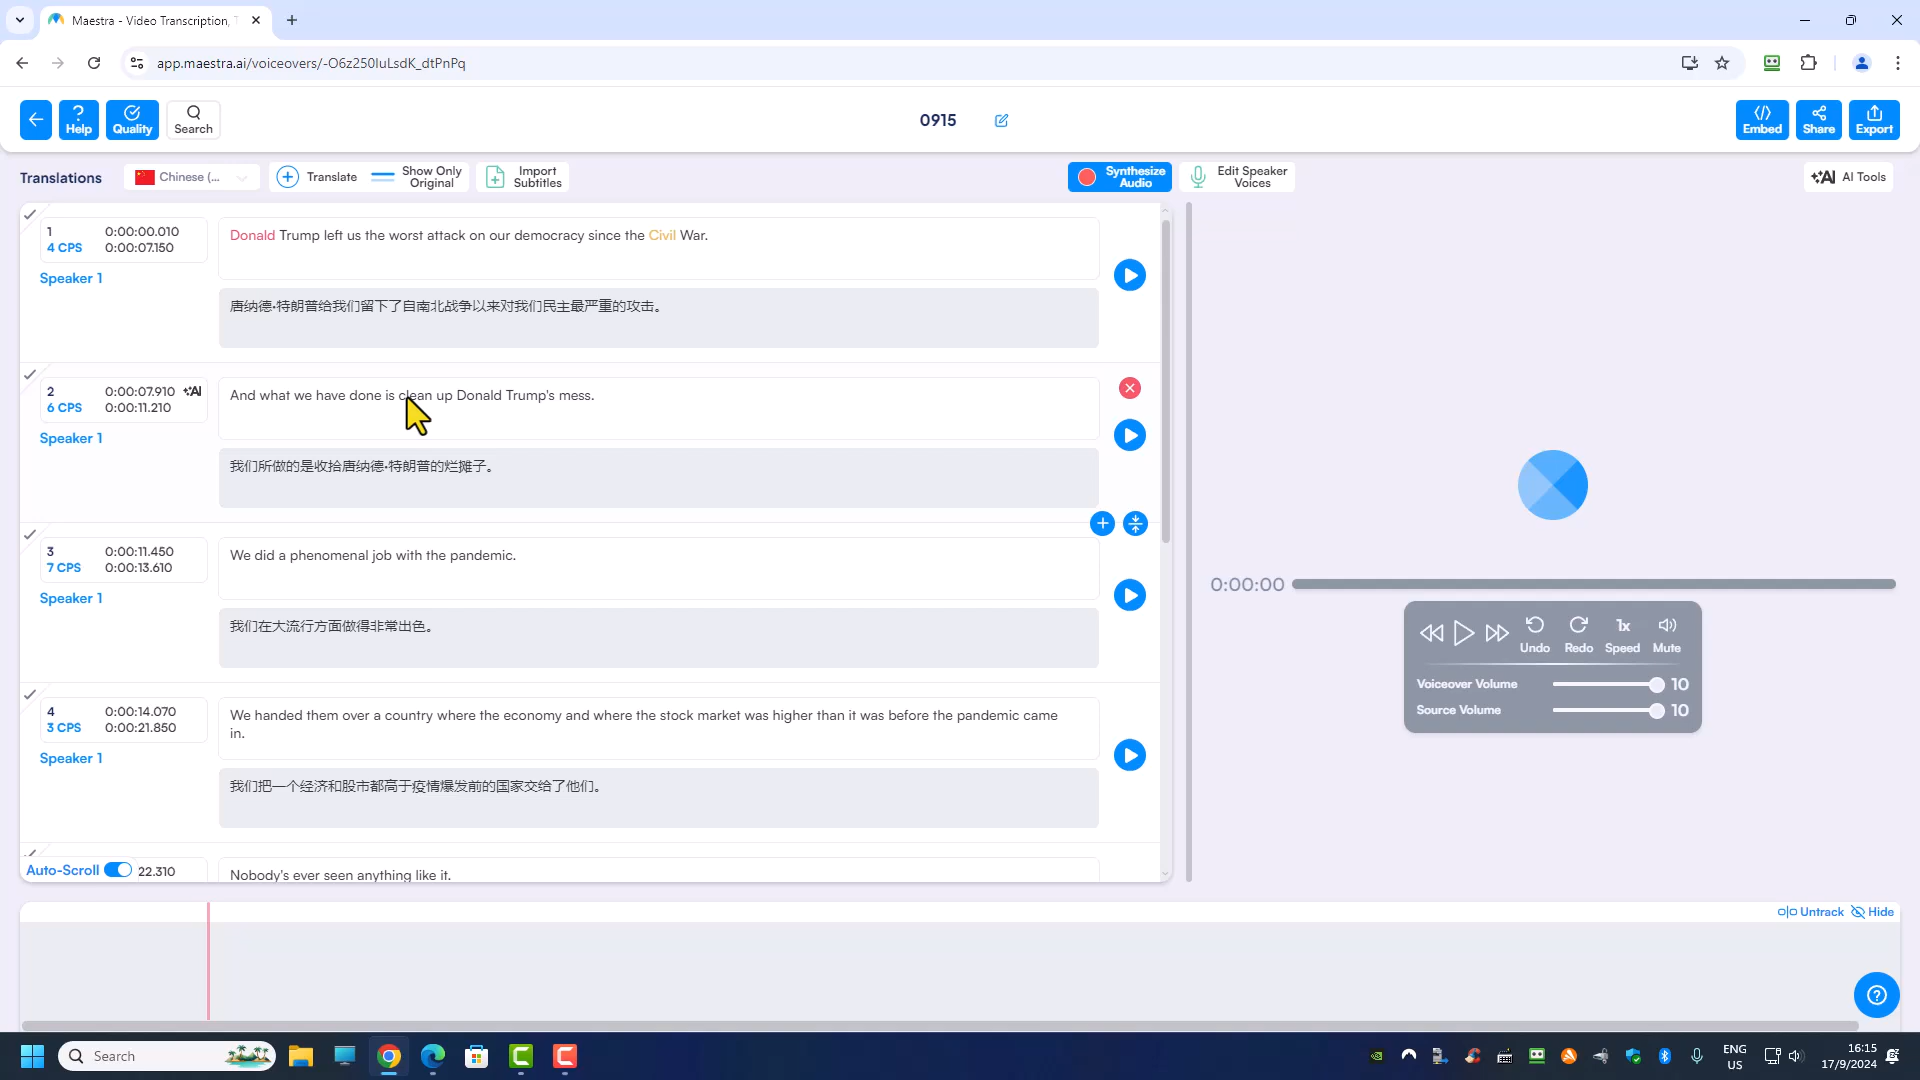 Maestra - Video Transcription,
app.maestra.ai/voiceovers/-O6z250IuLsdK_dtPnPq
Help
Quality
Search
0915
Embed
Share
Export
Translations
Chinese (...
Translate
Show Only Original
Import Subtitles
Synthesize Audio
Edit Speaker Voices
AI AI Tools
1 0:00:00.010
4 CPS 0:00:07.150
Speaker 1
Donald Trump left us the worst attack on our democracy since the Civil War.
唐纳德·特朗普给我们留下了自南北战争以来对我们民主最严重的攻击。
2 0:00:07.910 AI
6 CPS 0:00:11.210
Speaker 1
And what we have done is clean up Donald Trump's mess.
我们所做的是收拾唐纳德·特朗普的烂摊子。
3 0:00:11.450
7 CPS 0:00:13.610
Speaker 1
We did a phenomenal job with the pandemic.
我们在大流行方面做得非常出色。
4 0:00:14.070
3 CPS 0:00:21.850
Speaker 1
We handed them over a country where the economy and where the stock market was higher than it was before the pandemic came
in.
我们把一个经济和股市都高于疫情爆发前的国家交给了他们。
Auto-Scroll 22.310
Nobody's ever seen anything like it.
0:00:00
Undo
Redo
1x
Speed
Mute
Voiceover Volume 10
Source Volume 10
Untrack
Hide
Search
ENG
US
16:15
17/9/2024